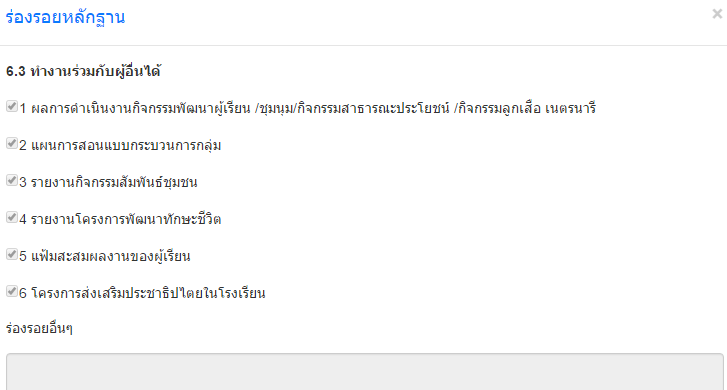 ร่องรอยหลักฐาน ×
6.3 ทำงานร่วมกับผู้อื่นได้
1 ผลการดำเนินงานกิจกรรมพัฒนาผู้เรียน /ชุมนุม/กิจกรรมสาธารณะประโยชน์ /กิจกรรมลูกเสือ เนตรนารี
2 แผนการสอนแบบกระบวนการกลุ่ม
3 รายงานกิจกรรมสัมพันธ์ชุมชน
4 รายงานโครงการพัฒนาทักษะชีวิต
5 แฟ้มสะสมผลงานของผู้เรียน
6 โครงการส่งเสริมประชาธิปไตยในโรงเรียน
ร่องรอยอื่นๆ